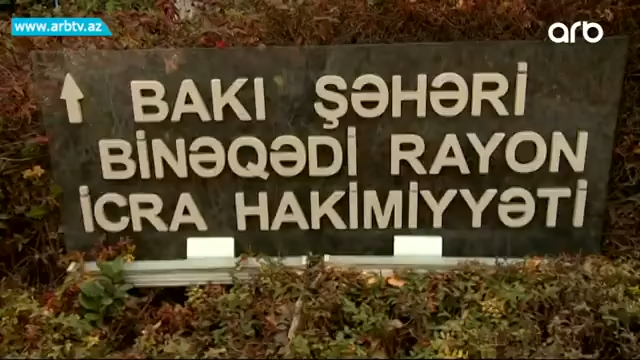 www.arbtv.az
arb
BAKI ŞƏHƏRİ
BİNƏQƏDİ RAYON
İCRA HAKİMİYYƏTİ